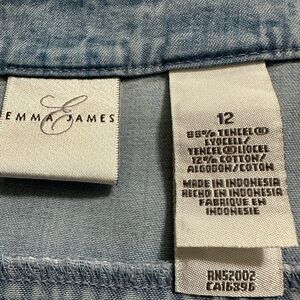 EMMA JAMES
12
88% TENCEL®
LYOCELL/
TENCEL®LIOCEL
12% COTTON/
ALGODON/COTON
MADE IN INDONESIA
HECHO EN INDONESIA
FABRIQUE EN
INDONESIE
RN52002
CA16896